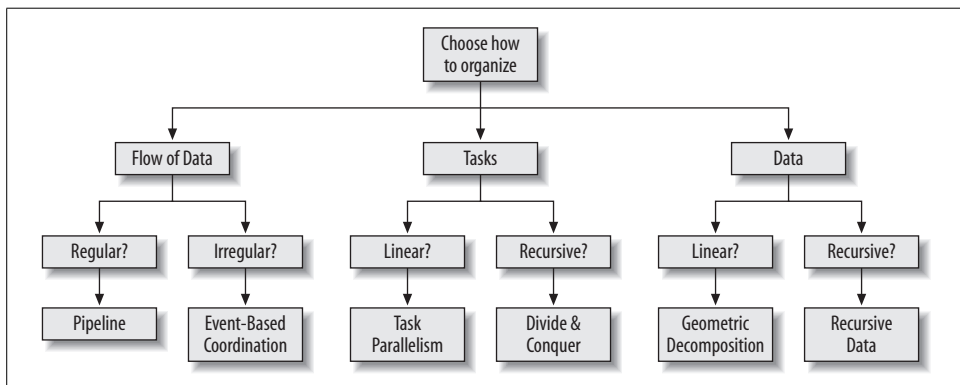 Choose how
to organize
Flow of Data
Tasks
Data
Regular?
Irregular?
Linear?
Recursive?
Linear?
Recursive?
Pipeline
Event-Based
Coordination
Task
Parallelism
Divide &
Conquer
Geometric
Decomposition
Recursive
Data